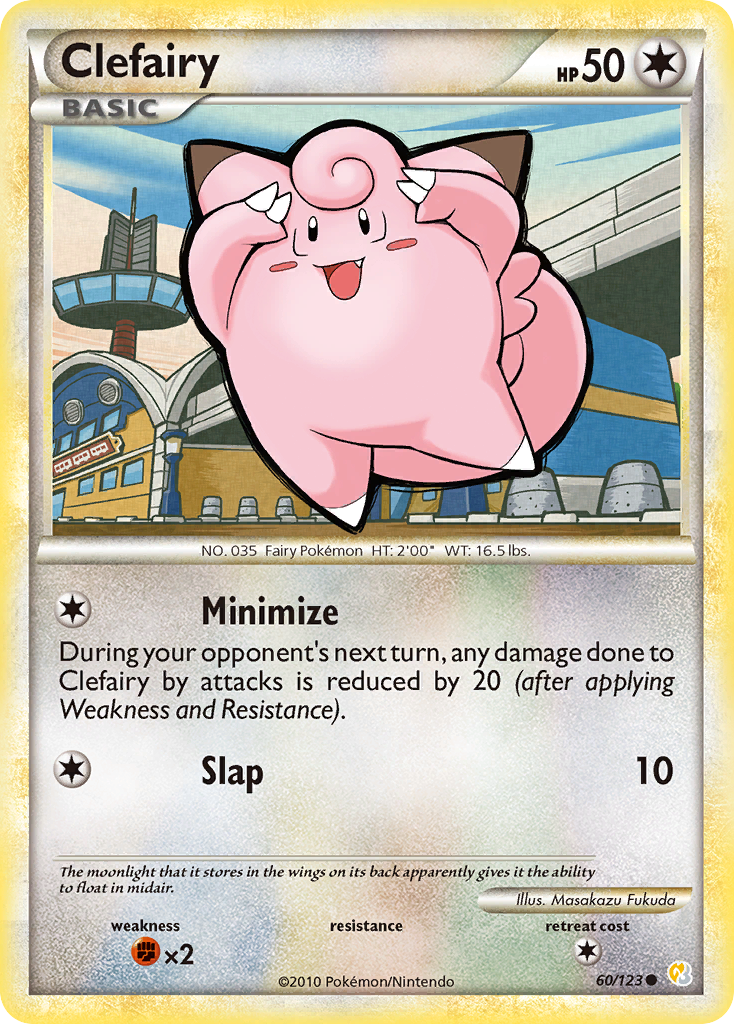 Clefairy
HP 50
BASIC
NO. 035 Fairy Pokémon HT: 2'00" WT: 16.5 lbs.
Minimize
During your opponent's next turn, any damage done to
Clefairy by attacks is reduced by 20 (after applying
Weakness and Resistance).
Slap 10
The moonlight that it stores in the wings on its back apparently gives it the ability
to float in midair.
Illus. Masakazu Fukuda
weakness resistance retreat cost
×2
©2010 Pokémon/Nintendo 60/123